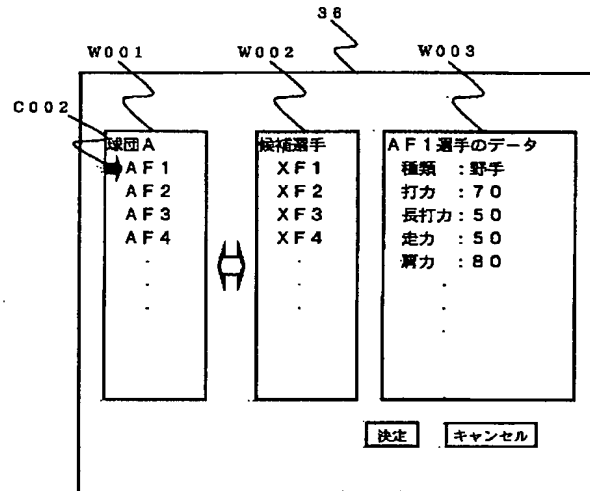 36
W001
W002
W003
C002
球団A
AF1
AF2
AF3
AF4
候補選手
XF1
XF2
XF3
XF4
AF1選手のデータ
種類 :野手
打力 :70
長打力:50
走力 :50
肩力 :80
決定
キャンセル